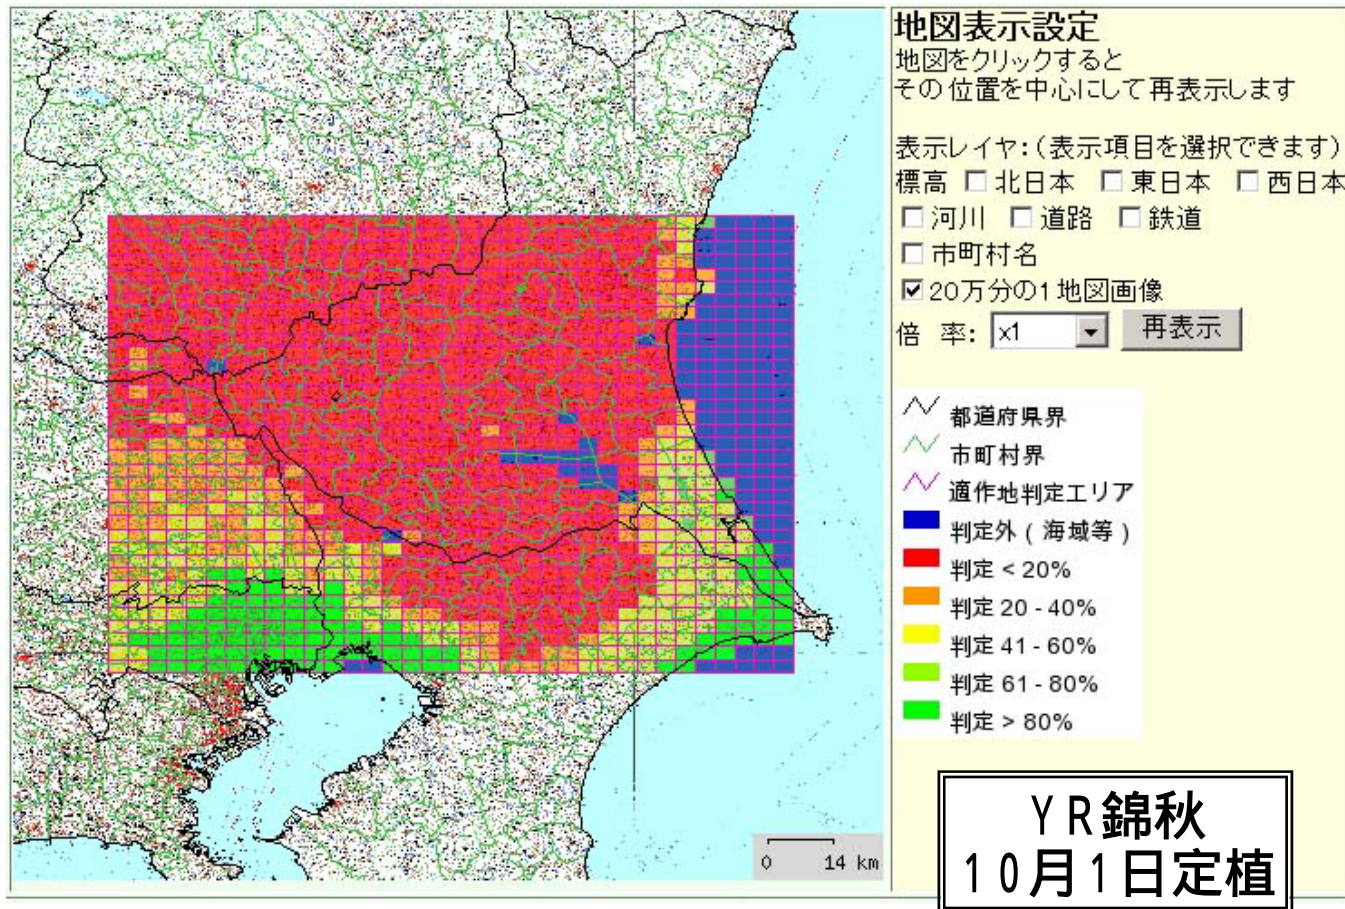 地図表示設定
地図をクリックすると
その位置を中心にして再表示します
表示レイヤ:(表示項目を選択できます)
標高 北日本 東日本 西日本
河川 道路 鉄道
市町村名
20万分の1地図画像
倍 率: x1 再表示
都道府県界
市町村界
適作地判定エリア
判定外 ( 海域等 )
判定 < 20%
判定 20 - 40%
判定 41 - 60%
判定 61 - 80%
判定 > 80%
0 14 km
YR錦秋
10月1日定植